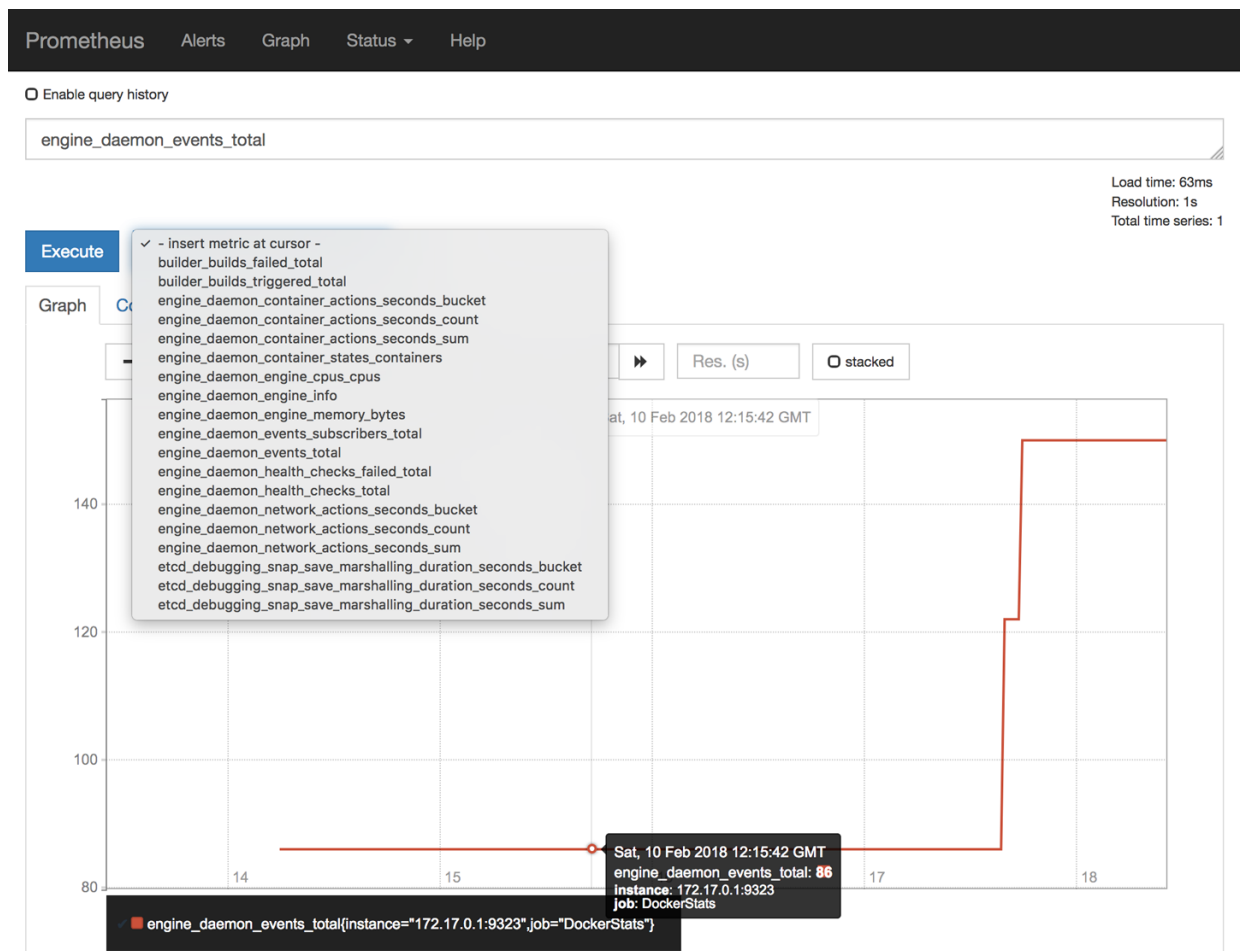 Prometheus Alerts Graph Status Help
Enable query history
engine_daemon_events_total
Load time: 63ms
Resolution: 1s
Total time series: 1
Execute
- insert metric at cursor -
builder_builds_failed_total
builder_builds_triggered_total
engine_daemon_container_actions_seconds_bucket
engine_daemon_container_actions_seconds_count
engine_daemon_container_actions_seconds_sum
engine_daemon_container_states_containers
engine_daemon_engine_cpus_cpus
engine_daemon_engine_info
engine_daemon_engine_memory_bytes
engine_daemon_events_subscribers_total
engine_daemon_events_total
engine_daemon_health_checks_failed_total
engine_daemon_health_checks_total
engine_daemon_network_actions_seconds_bucket
engine_daemon_network_actions_seconds_count
engine_daemon_network_actions_seconds_sum
etcd_debugging_snap_save_marshalling_duration_seconds_bucket
etcd_debugging_snap_save_marshalling_duration_seconds_count
etcd_debugging_snap_save_marshalling_duration_seconds_sum
Graph
Res. (s) stacked
10 Feb 2018 12:15:42 GMT
140
120
100
80
14 15 17 18
Sat, 10 Feb 2018 12:15:42 GMT
engine_daemon_events_total: 86
instance: 172.17.0.1:9323
job: DockerStats
engine_daemon_events_total{instance="172.17.0.1:9323",job="DockerStats"}